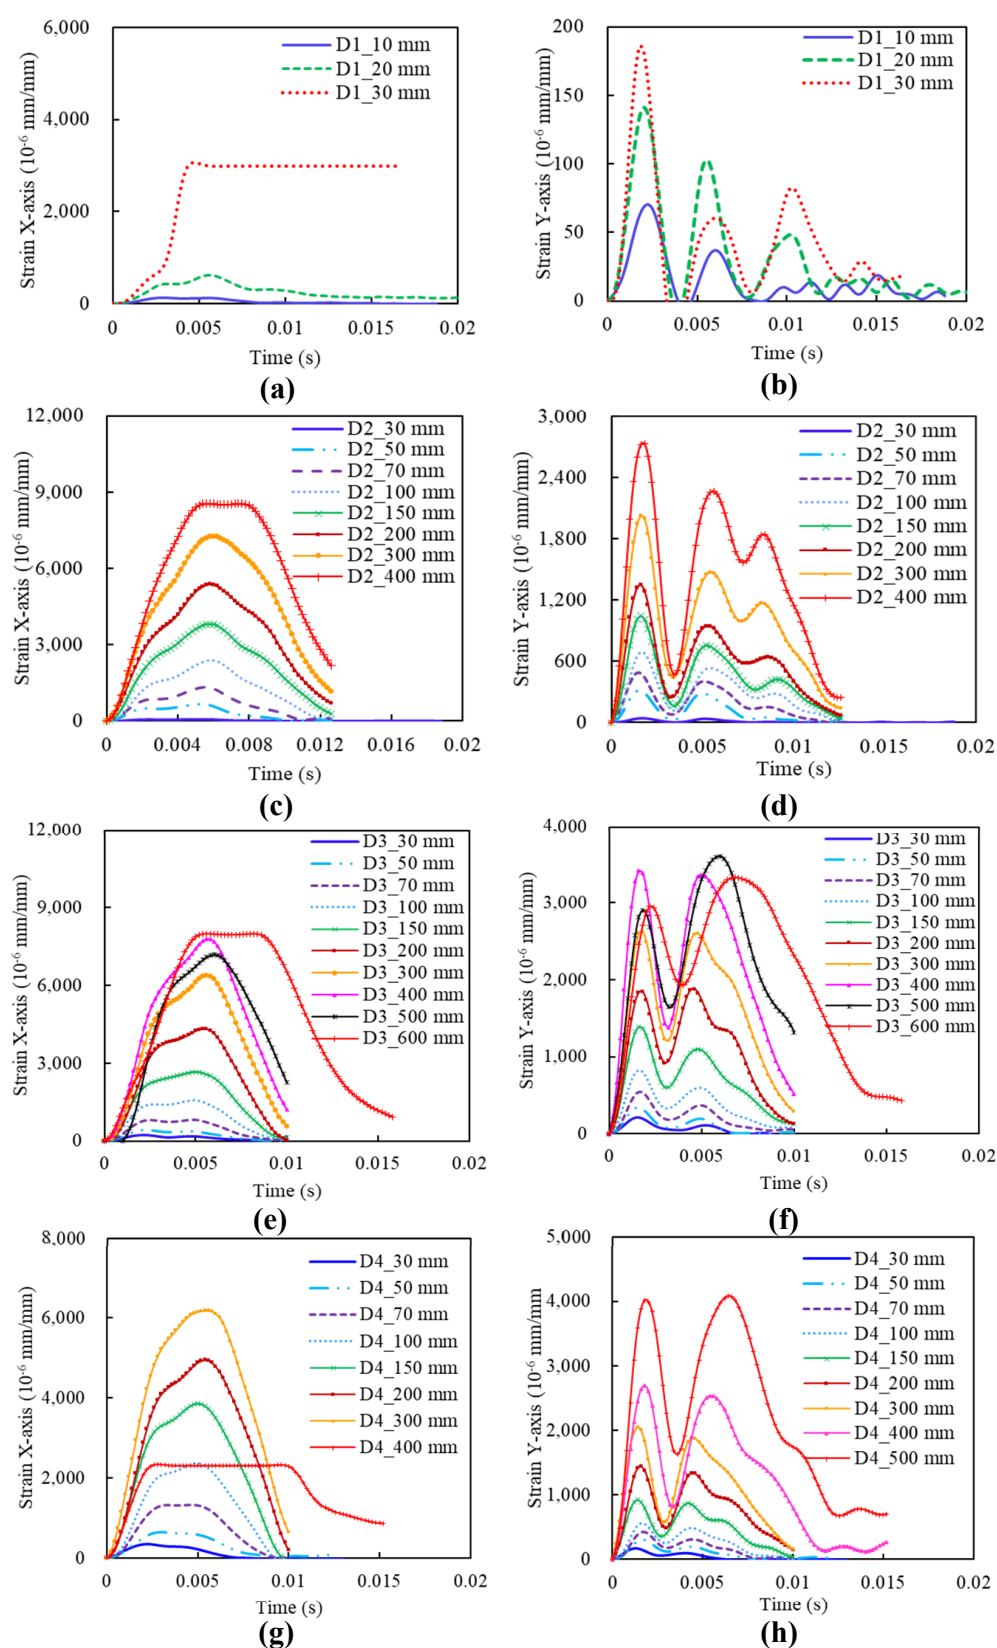 Strain X-axis (10⁻⁶ mm/mm)
6,000
4,000
2,000
0
D1_10 mm
D1_20 mm
D1_30 mm
0 0.005 0.01 0.015 0.02
Time (s)
(a)
Strain Y-axis (10⁻⁶ mm/mm)
200
150
100
50
0
D1_10 mm
D1_20 mm
D1_30 mm
0 0.005 0.01 0.015 0.02
Time (s)
(b)
Strain X-axis (10⁻⁶ mm/mm)
12,000
9,000
6,000
3,000
0
D2_30 mm
D2_50 mm
D2_70 mm
D2_100 mm
D2_150 mm
D2_200 mm
D2_300 mm
D2_400 mm
0 0.004 0.008 0.012 0.016 0.02
Time (s)
(c)
Strain Y-axis (10⁻⁶ mm/mm)
3,000
2,400
1,800
1,200
600
0
D2_30 mm
D2_50 mm
D2_70 mm
D2_100 mm
D2_150 mm
D2_200 mm
D2_300 mm
D2_400 mm
0 0.005 0.01 0.015 0.02
Time (s)
(d)
Strain X-axis (10⁻⁶ mm/mm)
12,000
9,000
6,000
3,000
0
D3_30 mm
D3_50 mm
D3_70 mm
D3_100 mm
D3_150 mm
D3_200 mm
D3_300 mm
D3_400 mm
D3_500 mm
D3_600 mm
0 0.005 0.01 0.015 0.02
Time (s)
(e)
Strain Y-axis (10⁻⁶ mm/mm)
4,000
3,000
2,000
1,000
0
D3_30 mm
D3_50 mm
D3_70 mm
D3_100 mm
D3_150 mm
D3_200 mm
D3_300 mm
D3_400 mm
D3_500 mm
D3_600 mm
0 0.005 0.01 0.015 0.02
Time (s)
(f)
Strain X-axis (10⁻⁶ mm/mm)
8,000
6,000
4,000
2,000
0
D4_30 mm
D4_50 mm
D4_70 mm
D4_100 mm
D4_150 mm
D4_200 mm
D4_300 mm
D4_400 mm
0 0.005 0.01 0.015 0.02
Time (s)
(g)
Strain Y-axis (10⁻⁶ mm/mm
5,000
4,000
3,000
2,000
1,000
0
D4_30 mm
D4_50 mm
D4_70 mm
D4_100 mm
D4_150 mm
D4_200 mm
D4_300 mm
D4_400 mm
D4_500 mm
0 0.005 0.01 0.015 0.02
Time (s)
(h)